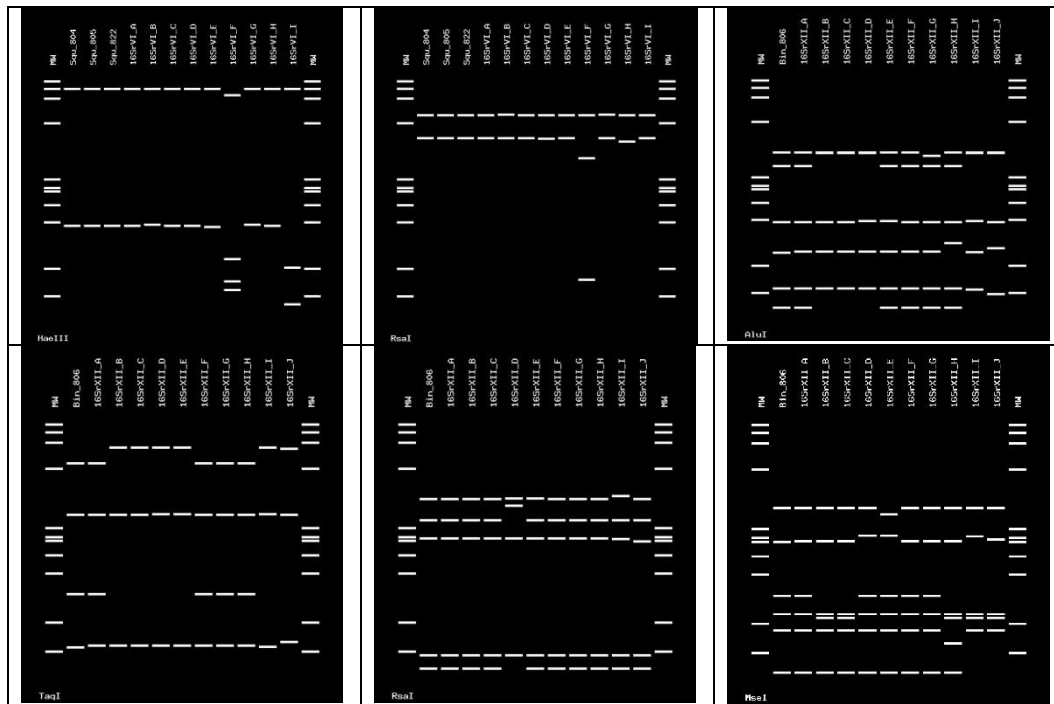 MW Squ_804 Squ_805 Squ_822 16SrVI_A 16SrVI_B 16SrVI_C 16SrVI_D 16SrVI_E 16SrVI_F 16SrVI_G 16SrVI_H 16SrVI_I MW
HaeIII
MW Squ_804 Squ_805 Squ_822 16SrVI_A 16SrVI_B 16SrVI_C 16SrVI_D 16SrVI_E 16SrVI_F 16SrVI_G 16SrVI_H 16SrVI_I MW
RsaI
MW Bin_806 16SrXII_A 16SrXII_B 16SrXII_C 16SrXII_D 16SrXII_E 16SrXII_F 16SrXII_G 16SrXII_H 16SrXII_I 16SrXII_J MW
AluI
MW Bin_806 16SrXII_A 16SrXII_B 16SrXII_C 16SrXII_D 16SrXII_E 16SrXII_F 16SrXII_G 16SrXII_H 16SrXII_I 16SrXII_J MW
TaqI
MW Bin_806 16SrXII_A 16SrXII_B 16SrXII_C 16SrXII_D 16SrXII_E 16SrXII_F 16SrXII_G 16SrXII_H 16SrXII_I 16SrXII_J MW
RsaI
MW Bin_806 16SrXII_A 16SrXII_B 16SrXII_C 16SrXII_D 16SrXII_E 16SrXII_F 16SrXII_G 16SrXII_H 16SrXII_I 16SrXII_J MW
MseI